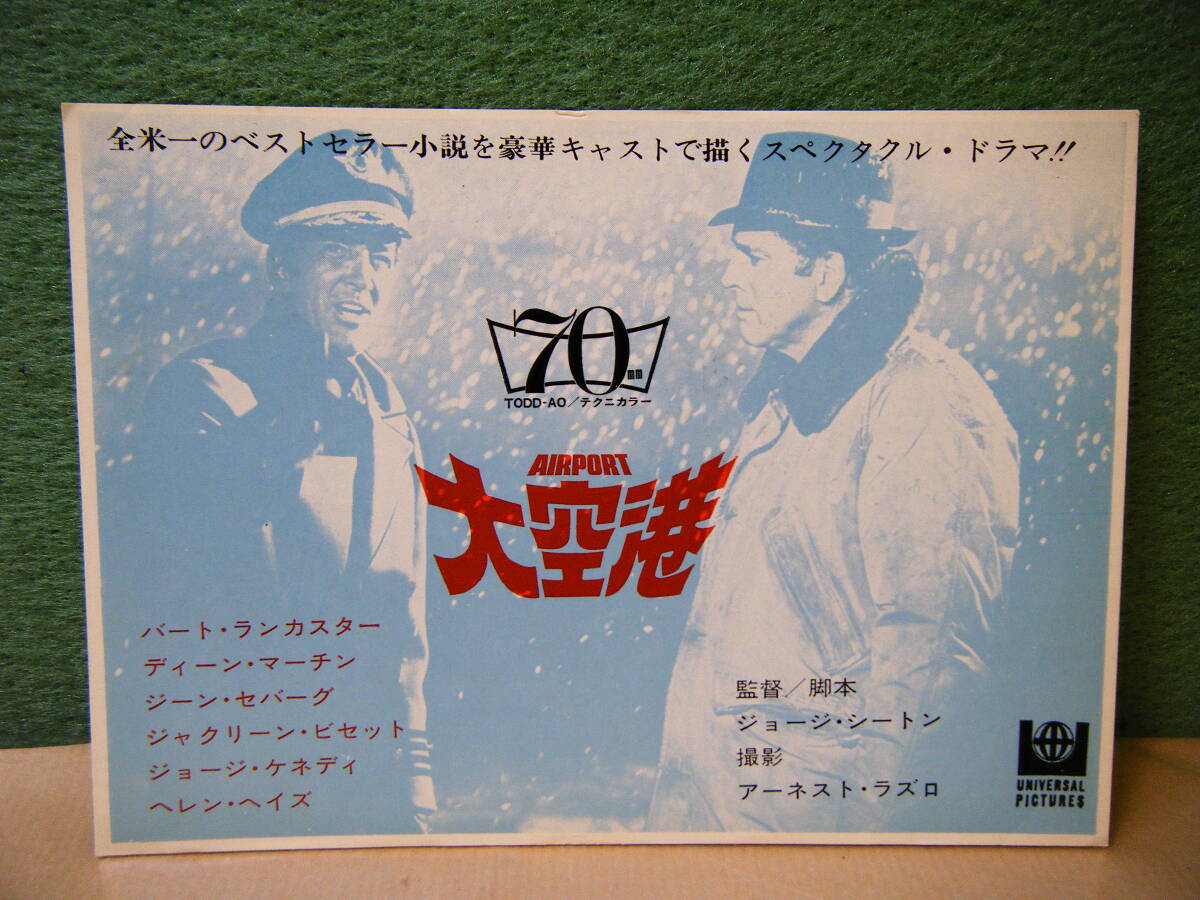 全米一のベストセラー小説を豪華キャストで描くスペクタクル・ドラマ!!
70mm
TODD-AO/テクニカラー
AIRPORT
大空港
バート・ランカスター
ディーン・マーチン
ジーン・セバーグ
ジャクリーン・ビセット
ジョージ・ケネディ
ヘレン・ヘイズ
監督/脚本
ジョージ・シートン
撮影
アーネスト・ラズロ
UNIVERSAL
PICTURES